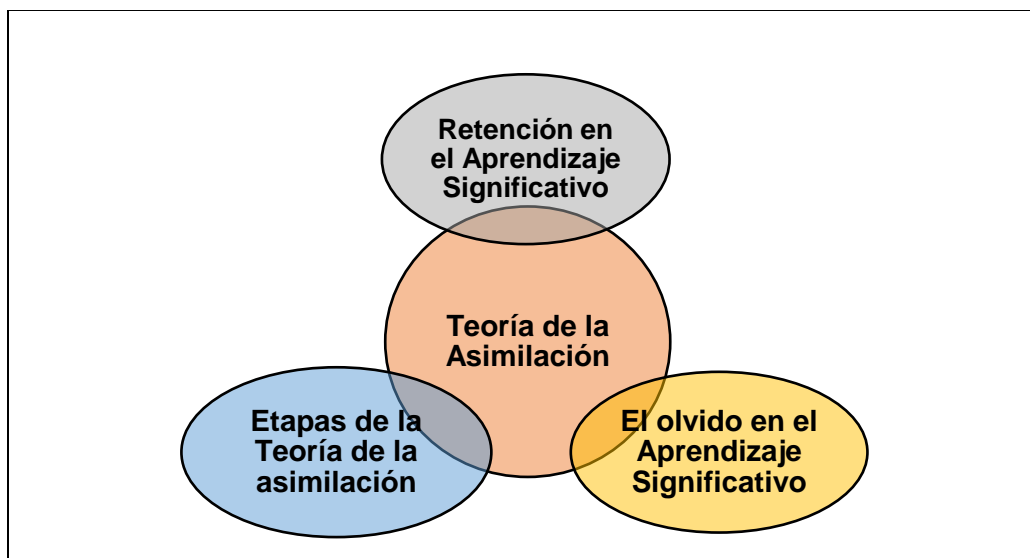 Retención en
el Aprendizaje
Significativo
Teoría de la
Asimilación
Etapas de la
Teoría de la
asimilación
El olvido en el
Aprendizaje
Significativo